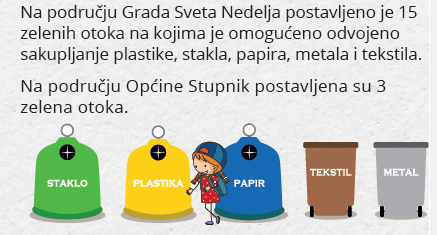 Na području Grada Sveta Nedelja postavljeno je 15
zelenih otoka na kojima je omogućeno odvojeno
sakupljanje plastike, stakla, papira, metala i tekstila.
Na području Općine Stupnik postavljena su 3
zelena otoka.
STAKLO
PLASTIKA
PAPIR
TEKSTIL
METAL